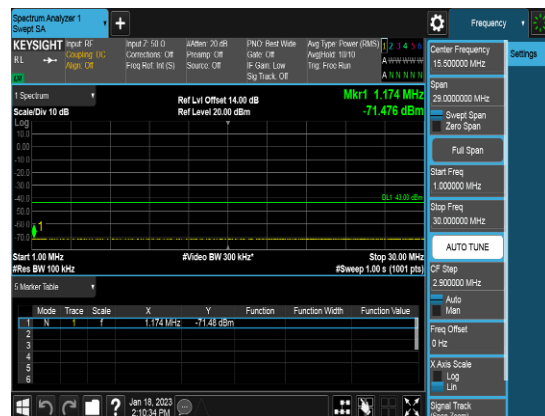 Spectrum Analyzer 1
Swept SA
+
Frequency
KEYSIGHT
RL
Input: RF
Coupling: DC
Align: Off
Input Z: 50 Ω
Corrections: Off
Freq Ref: Int (S)
#Atten: 20 dB
Preamp: Off
Source: Off
PNO: Best Wide
Gate: Off
IF Gain: Low
Sig Track: Off
Avg Type: Power (RMS)
Avg|Hold: 10/10
Trig: Free Run
1 2 3 4 5 6
A WWWWW
A N N N N N
1 Spectrum
Scale/Div 10 dB
Log
Ref Lvl Offset 14.00 dB
Ref Level 20.00 dBm
Mkr1 1.174 MHz
-71.476 dBm
10.0
0.00
-10.0
-20.0
-30.0
-40.0
-50.0
-60.0
-70.0
DL1 -43.00 dBm
1
Start 1.00 MHz
#Res BW 100 kHz
#Video BW 300 kHz*
Stop 30.00 MHz
#Sweep 1.00 s (1001 pts)
5 Marker Table
Mode Trace Scale X Y Function Function Width Function Value
1 N 1 f 1.174 MHz -71.48 dBm
2
3
4
5
6
Jan 18, 2023
2:10:34 PM
Center Frequency
15.500000 MHz
Settings
Span
29.0000000 MHz
Swept Span
Zero Span
Full Span
Start Freq
1.000000 MHz
Stop Freq
30.000000 MHz
AUTO TUNE
CF Step
2.900000 MHz
Auto
Man
Freq Offset
0 Hz
X Axis Scale
Log
Lin
Signal Track